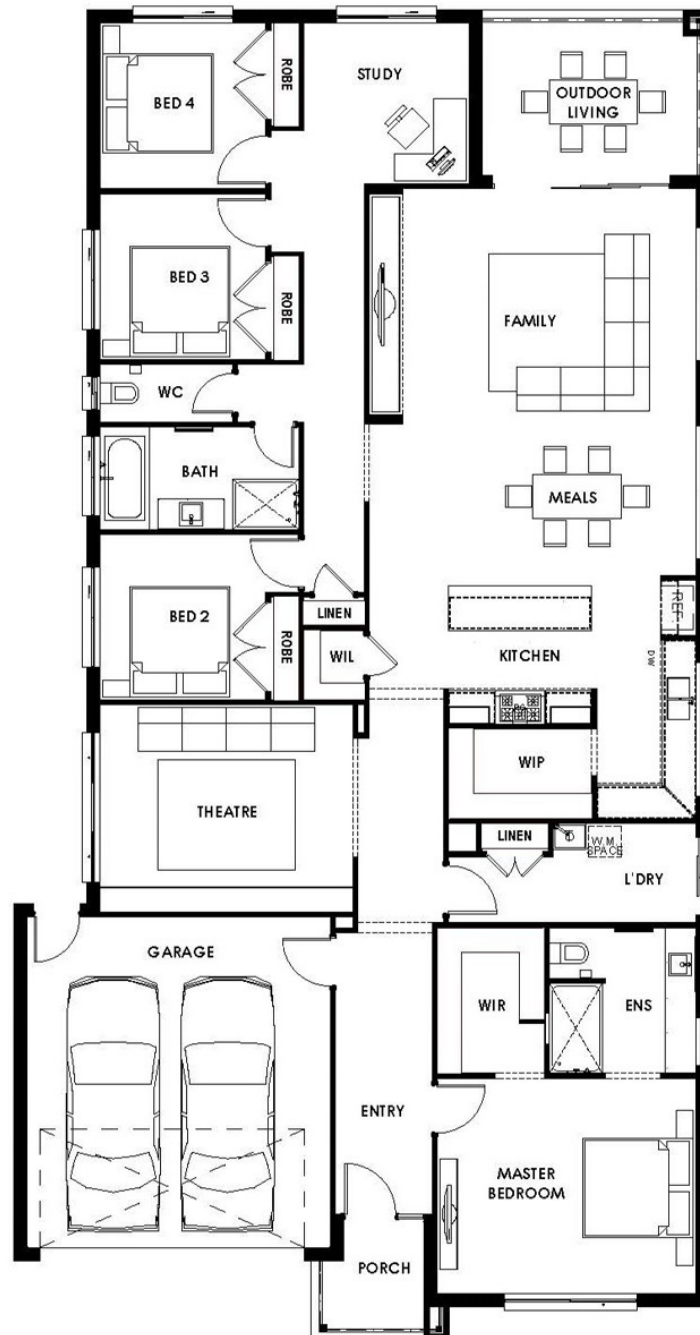 BED 4
ROBE
STUDY
OUTDOOR
LIVING
BED 3
ROBE
FAMILY
WC
BATH
MEALS
BED 2
ROBE
LINEN
WIL
KITCHEN
REF.
DW
WIP
THEATRE
LINEN
W.M
SPACE
L'DRY
GARAGE
WIR
ENS
ENTRY
MASTER
BEDROOM
PORCH